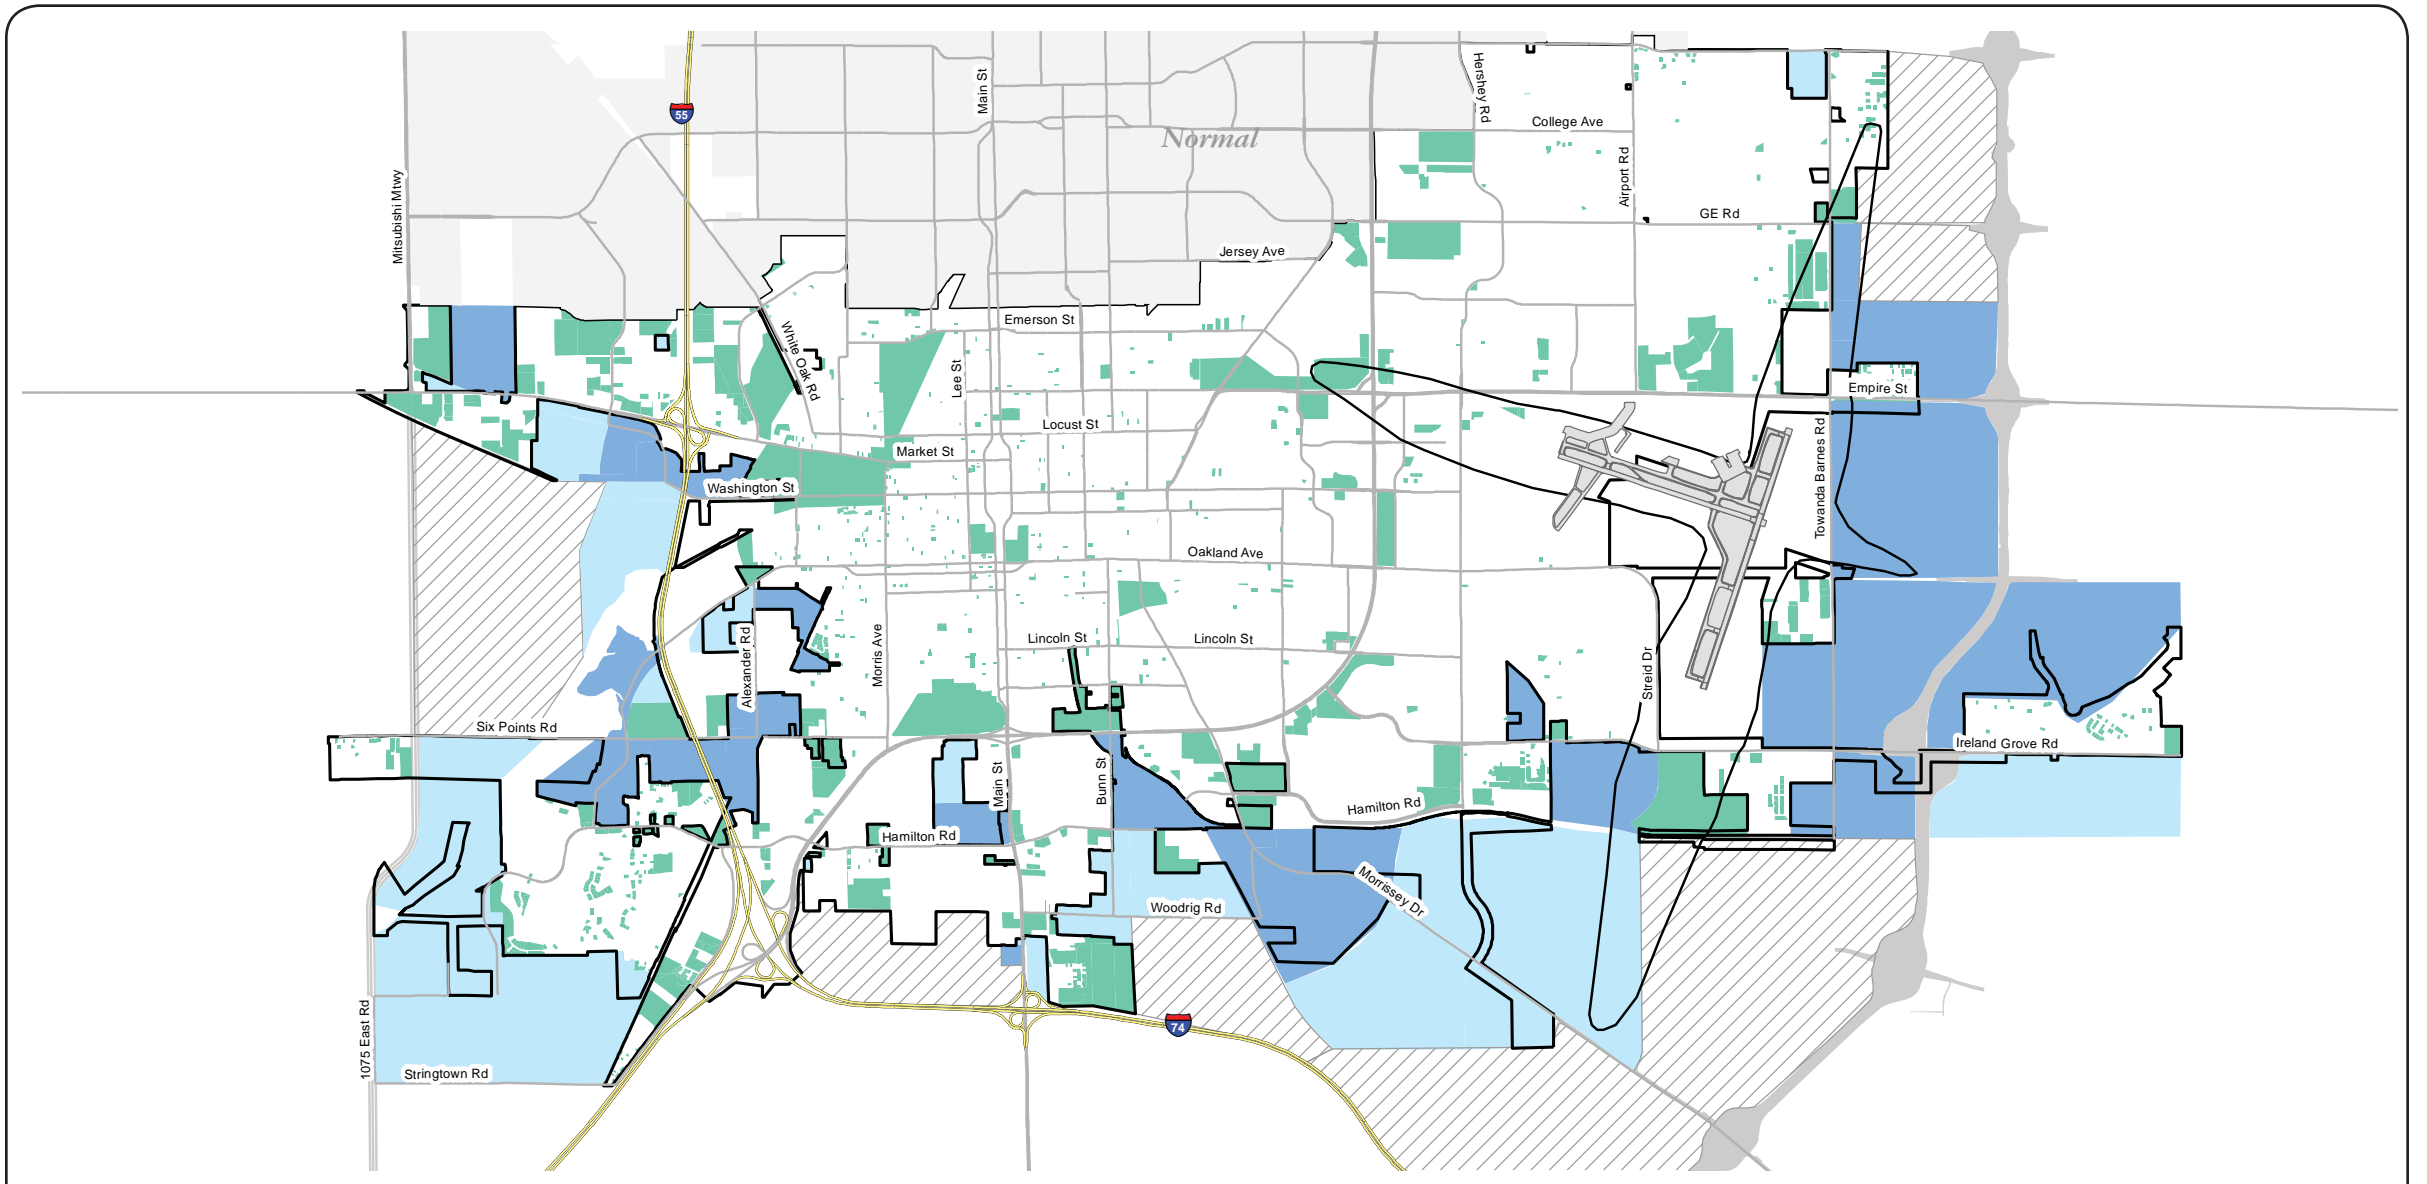 Main St
Hershey Rd
55
College Ave
Normal
Airport Rd
Mitsubishi Mtwy
GE Rd
Jersey Ave
Emerson St
White Oak Rd
Lee St
Empire St
Locust St
Market St
Towanda Barnes Rd
Washington St
Oakland Ave
Lincoln St
Lincoln St
Alexander Rd
Morris Ave
Streid Dr
Six Points Rd
Ireland Grove Rd
Main St
Bunn St
Hamilton Rd
Hamilton Rd
Morrissey Dr
Woodrig Rd
74
1075 East Rd
Stringtown Rd